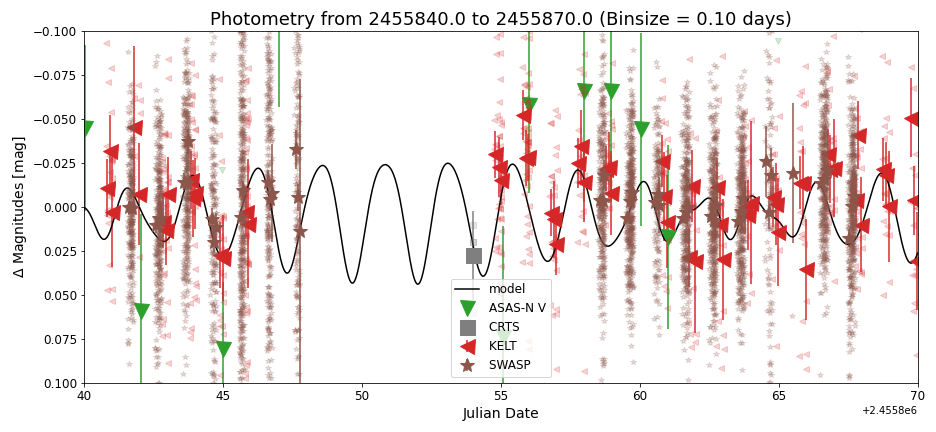 Photometry from 2455840.0 to 2455870.0 (Binsize = 0.10 days)
−0.100
−0.075
−0.050
−0.025
0.000
0.025
0.050
0.075
0.100
Δ Magnitudes [mag]
model
ASAS-N V
CRTS
KELT
SWASP
40 45 50 55 60 65 70
Julian Date
+2.4558e6